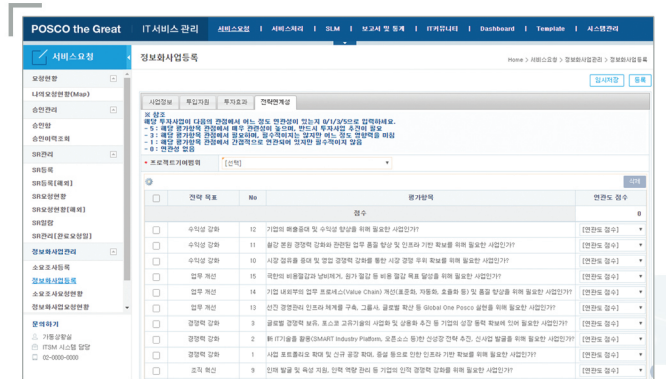 POSCO the Great
IT서비스 관리 서비스요청 | 서비스처리 | SLM | 보고서 및 통계 | IT커뮤니티 | Dashboard | Template | 시스템관리
서비스요청
요청현황
나의요청현황(Map)
승인관리
승인함
승인이력조회
SR관리
SR등록
SR등록[해외]
SR요청현황
SR요청현황[해외]
SR알람
SR관리[완료요청일]
정보화사업관리
소요조사등록
정보화사업등록
소요조사요청현황
정보화사업요청현황
문의하기
가동상황실
ITSM 시스템 담당
02-0000-0000
정보화사업등록
Home > 서비스요청 > 정보화사업관리 > 정보화사업등록
임시저장 등록
사업정보 투입자원 투자효과 전략연계성
※ 참조
해당 투자사업이 다음의 관점에서 어느 정도 연관성이 있는지 0/1/3/5으로 입력하세요.
- 5 : 해당 평가항목 관점에서 매우 관련성이 높으며, 반드시 투자사업 추진이 필요
- 3 : 해당 평가항목 관점에서 필요하며, 필수적이지는 않지만 어느 정도 영향력을 미침
- 1 : 해당 평가항목 관점에서 간접적으로 연관되어 있지만 필수적이지 않음
- 0 : 연관성 없음
프로젝트기여범위 [선택]
삭제
전략 목표 No 평가항목 연관도 점수
점수 0
수익성 강화 12 기업의 매출증대 및 수익성 향상을 위해 필요한 사업인가? [연관도 점수]
수익성 강화 11 철강 본원 경쟁력 강화와 관련된 업무 품질 향상 및 인프라 기반 확보를 위해 필요한 사업인가? [연관도 점수]
수익성 강화 10 시장 점유율 증대 및 영업 경쟁력 강화를 통한 시장 경쟁 우위 확보를 위해 필요한 사업인가? [연관도 점수]
업무 개선 15 극한의 비용절감과 낭비제거, 원가 절감 등 비용 절감 목표 달성을 위해 필요한 사업인가? [연관도 점수]
업무 개선 14 기업 내외부의 업무 프로세스(Value Chain) 개선(표준화, 자동화, 효율화 등) 및 품질 향상을 위해 필요한 사업인가? [연관도 점수]
업무 개선 13 선진 경영관리 인프라 체계를 구축, 그룹사, 글로벌 확산 등 Global One Posco 실현을 위해 필요한 사업인가? [연관도 점수]
경쟁력 강화 3 글로벌 경쟁력 보유, 포스코 고유기술의 사업화 및 상용화 추진 등 기업의 성장 동력 확보에 있어 필요한 사업인가? [연관도 점수]
경쟁력 강화 2 新 IT기술을 활용(SMART Industry Platform, 오픈소스 등)한 신성장 전략 추진, 신사업 발굴을 위해 필요한 사업인가? [연관도 점수]
경쟁력 강화 1 사업 포트폴리오 확대 및 신규 공장 확대, 증설 등으로 인한 인프라 기반 확보를 위해 필요한 사업인가? [연관도 점수]
조직 혁신 9 인재 발굴 및 육성 지원, 인력 역량 관리 등 기업의 인적 경쟁력 강화를 위해 필요한 사업인가? [연관도 점수]